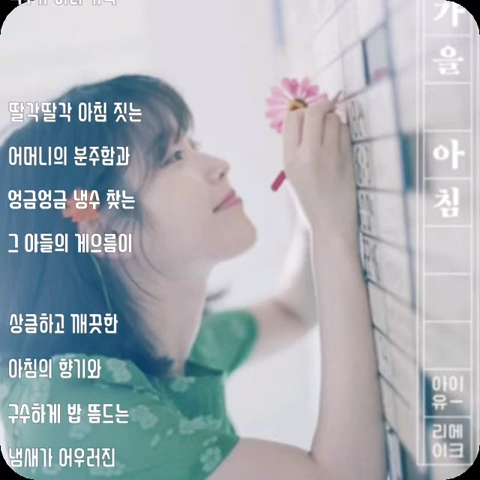 딸각딸각 아침 짓는
어머니의 분주함과
엉금엉금 냉수 찾는
그 아들의 게으름이
상큼하고 깨끗한
아침의 향기와
구수하게 밥 뜸드는
냄새가 어우러진
가을 아침
아이유
리메이크